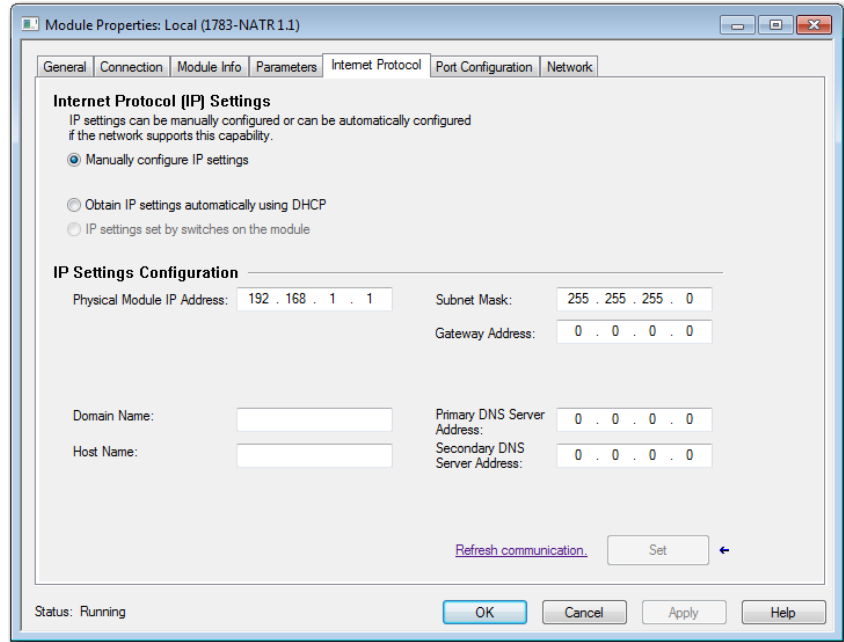 Module Properties: Local (1783-NATR 1.1)
General Connection Module Info Parameters Internet Protocol Port Configuration Network
Internet Protocol (IP) Settings
IP settings can be manually configured or can be automatically configured
if the network supports this capability.
Manually configure IP settings
Obtain IP settings automatically using DHCP
IP settings set by switches on the module
IP Settings Configuration
Physical Module IP Address: 192 . 168 . 1 . 1 Subnet Mask: 255 . 255 . 255 . 0
Gateway Address: 0 . 0 . 0 . 0
Domain Name: Primary DNS Server
Address: 0 . 0 . 0 . 0
Host Name: Secondary DNS
Server Address: 0 . 0 . 0 . 0
Refresh communication. Set
Status: Running OK Cancel Apply Help